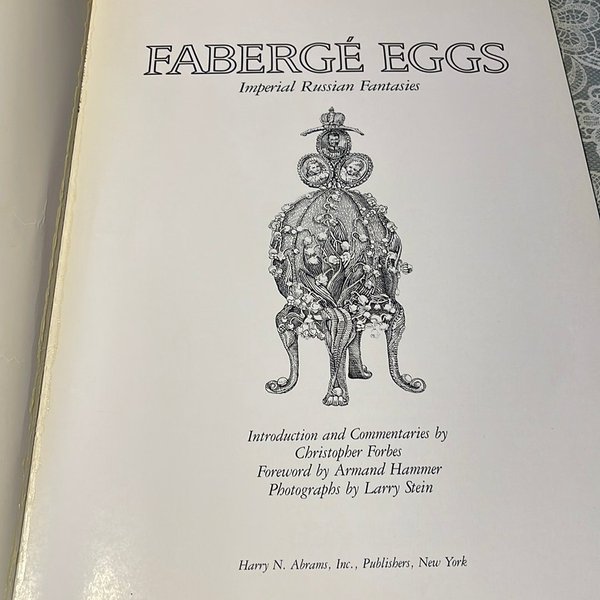 FABERGÉ EGGS
Imperial Russian Fantasies
Introduction and Commentaries by
Christopher Forbes
Foreword by Armand Hammer
Photographs by Larry Stein
Harry N. Abrams, Inc., Publishers, New York